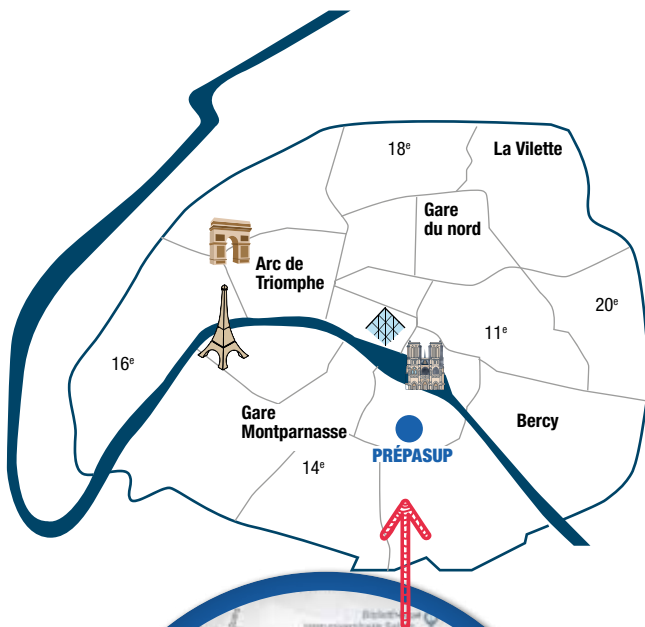 18e
La Vilette
Gare
du nord
Arc de
Triomphe
20e
11e
16e
Gare
Montparnasse
Bercy
PRÉPASUP
14e